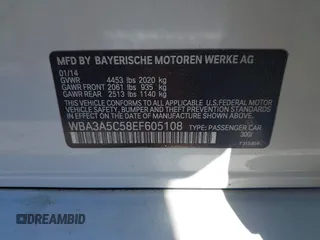 MFD BY BAYERISCHE MOTOREN WERKE AG
01/14
GVWR 4453 lbs 2020 kg
GAWR FRONT 2061 lbs 935 kg
GAWR REAR 2513 lbs 1140 kg
THIS VEHICLE CONFORMS TO ALL APPLICABLE U.S. FEDERAL
MOTOR VEHICLE SAFETY, BUMPER, AND THEFT PREVENTION
STANDARDS IN EFFECT ON THE DATE OF MANUFACTURE SHOWN ABOVE.
WBA3A5C58EF605108 TYPE: PASSENGER CAR
DREAMBID